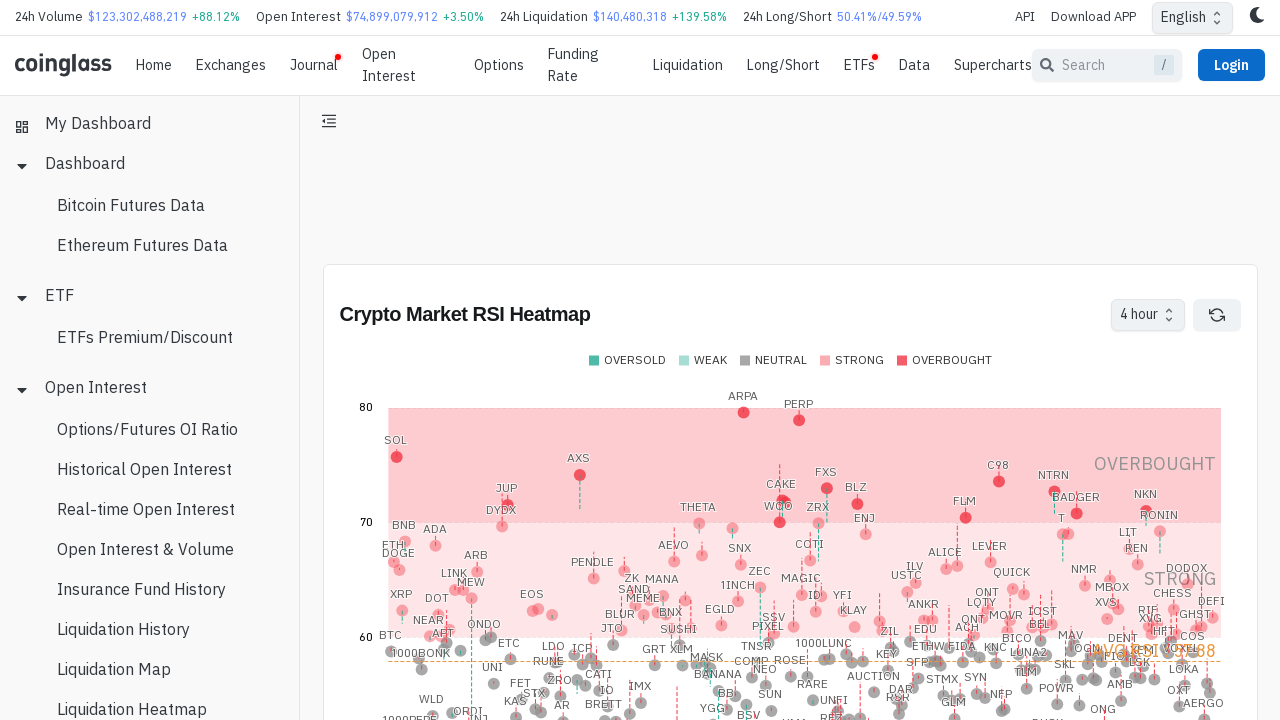 24h Volume $123,302,488,219 +88.12% Open Interest $74,899,079,912 +3.50% 24h Liquidation $140,480,318 +139.58% 24h Long/Short 50.41%/49.59% API Download APP English
coinglass Home Exchanges Journal Open Interest Options Funding Rate Liquidation Long/Short ETFs Data Supercharts Search / Login
My Dashboard
Dashboard
Bitcoin Futures Data
Ethereum Futures Data
ETF
ETFs Premium/Discount
Open Interest
Options/Futures OI Ratio
Historical Open Interest
Real-time Open Interest
Open Interest & Volume
Insurance Fund History
Liquidation History
Liquidation Map
Liquidation Heatmap
Crypto Market RSI Heatmap 4 hour
OVERSOLD WEAK NEUTRAL STRONG OVERBOUGHT
80
ARPA
PERP
SOL
AXS
C98
OVERBOUGHT
FXS
NTRN
CAKE
JUP
BLZ
BADGER
NKN
FLM
DYDX
THETA
WOO
ZRX
ENJ
T
RONIN
70
BNB
ADA
LIT
ETH
DOGE
ARB
AEVO
SNX
COTI
ALICE
LEVER
REN
PENDLE
ZEC
ILV
USTC
QUICK
NMR
DODOX
STRONG
LINK
MEW
ZK
MANA
SAND
1INCH
MAGIC
MBOX
XRP
DOT
EOS
MEME
ID
YFI
QNT
LQTY
XVS
CHESS
DEFI
BLUR
BNX
EGLD
KLAY
ANKR
MOVR
IOST
RIF
GHST
NEAR
ONDO
JTO
SUSHI
SSV
PIXEL
ZIL
EDU
ACH
ONT
BEL
XVG
60
BTC
APT
ETC
TNSR
1000LUNC
ETHW
FIDA
KNC
BICO
MAV
DENT
HFT
COS
1000BONK
LDO
ICP
GRT
XLM
MASK
COMP
ROSE
KEY
SFP
LUNA2
UNI
RUNE
NEO
TLM
SKL
LSK
LOKA
FET
ZRO
CATI
BANANA
AUCTION
STMX
SYN
WLD
KAS
STX
IO
IMX
BB
SUN
RARE
DAR
RSR
NFP
POWR
AMB
OXT
1000PEPE
ORDI
INJ
AR
BRETT
YGG
BSV
UNFI
GLM
ONG
AERGO